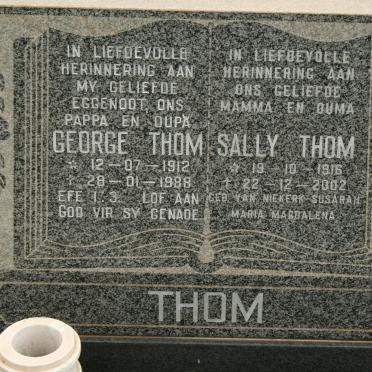 IN LIEFDEVOLLE
HERINNERING AAN
MY GELIEFDE
EGGENOOT, ONS
PAPPA EN OUPA
GEORGE THOM
☆ 12-07-1912
† 28-01-1988
EFE 1:3 LOF AAN
GOD VIR SY GENADE
IN LIEFDEVOLLE
HERINNERING AAN
ONS GELIEFDE
MAMMA EN OUMA
SALLY THOM
☆ 19-10-1916
† 22-12-2002
GEB VAN NIEKERK SUSARAH
MARIA MAGDALENA
THOM